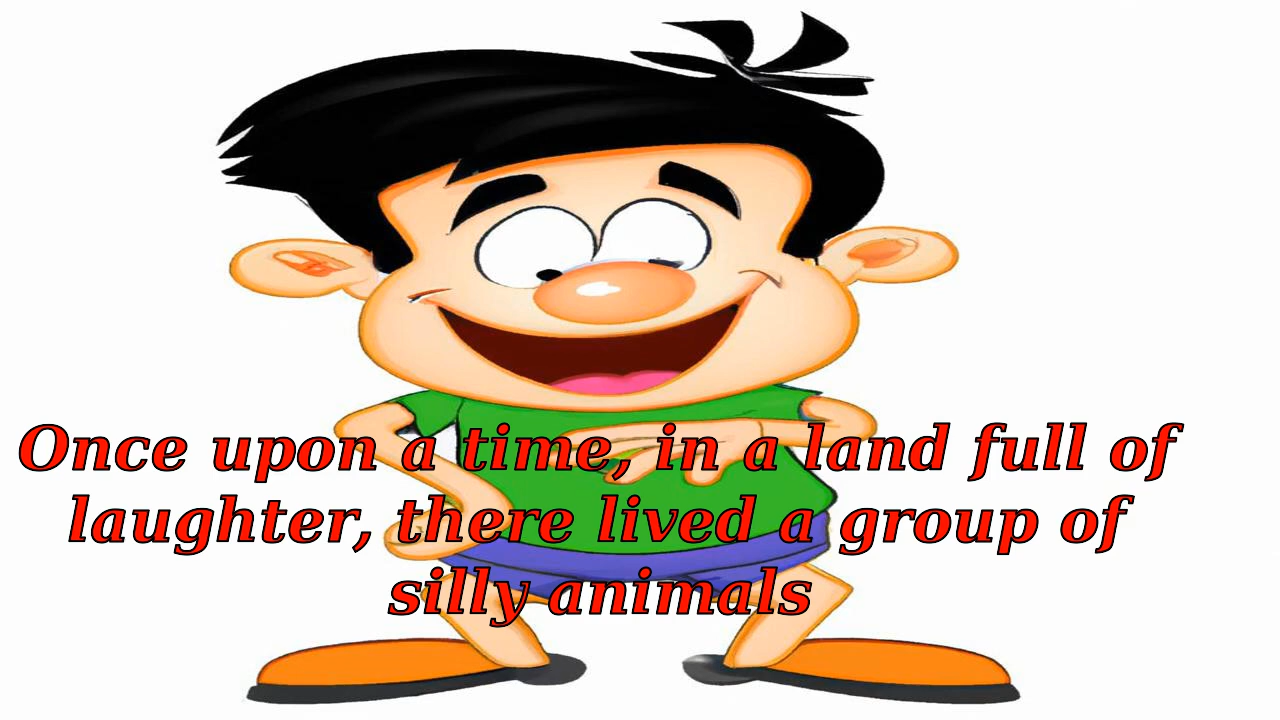 Once upon a time, in a land full of
laughter, there lived a group of
silly animals